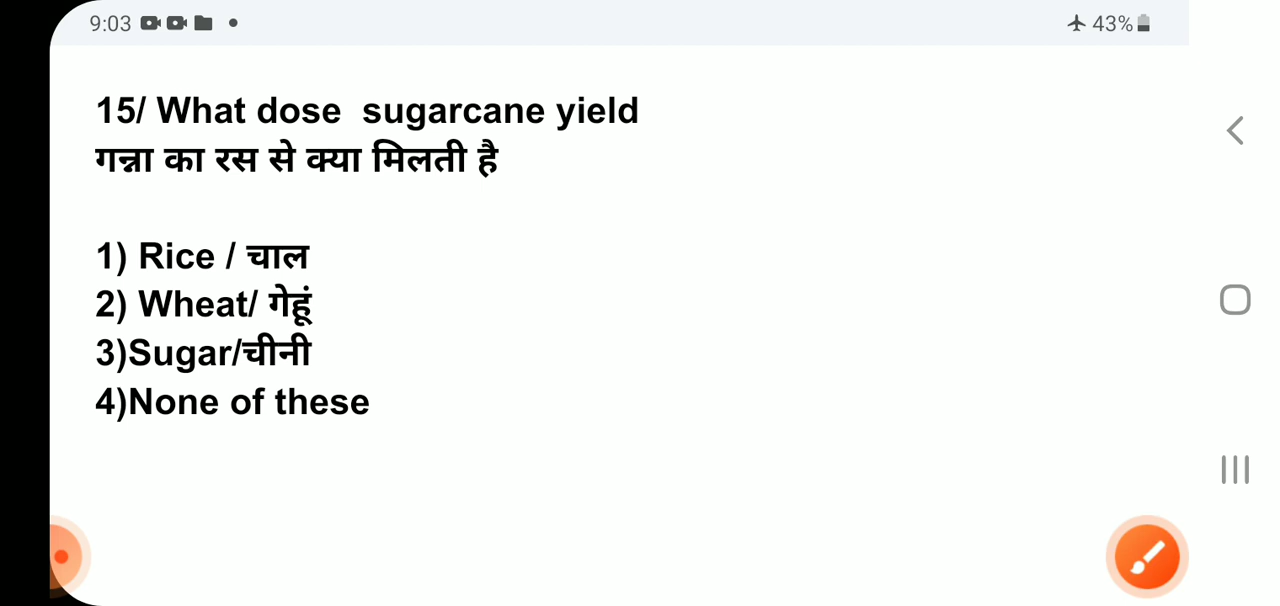 9:03
43%
15/ What dose sugarcane yield
गन्ना का रस से क्या मिलती है
1) Rice / चाल
2) Wheat/ गेहूं
3)Sugar/चीनी
4)None of these